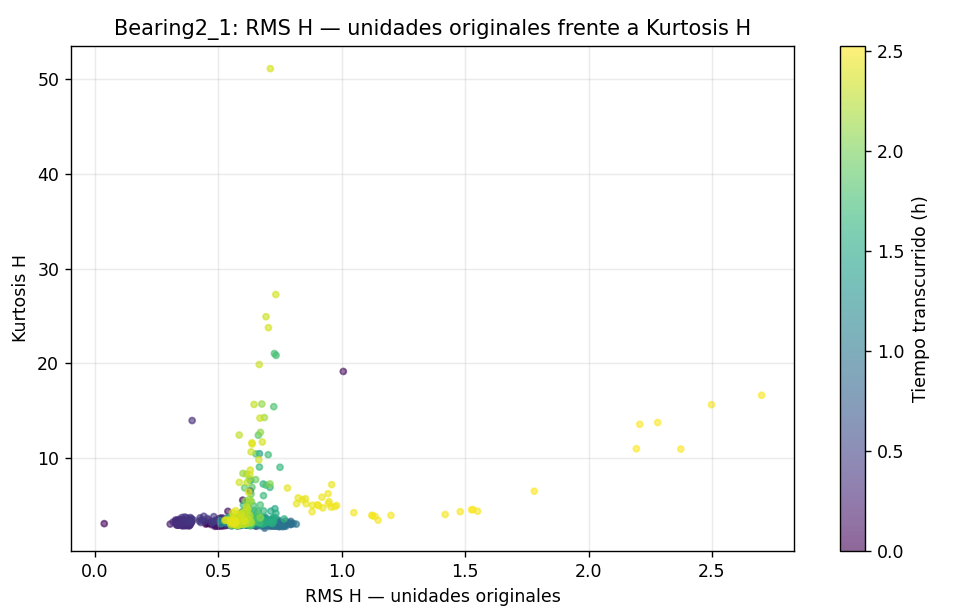 Bearing2_1: RMS H — unidades originales frente a Kurtosis H
50
40
30
20
10
Kurtosis H
0.0 0.5 1.0 1.5 2.0 2.5
RMS H — unidades originales
2.5
2.0
1.5
1.0
0.5
0.0
Tiempo transcurrido (h)